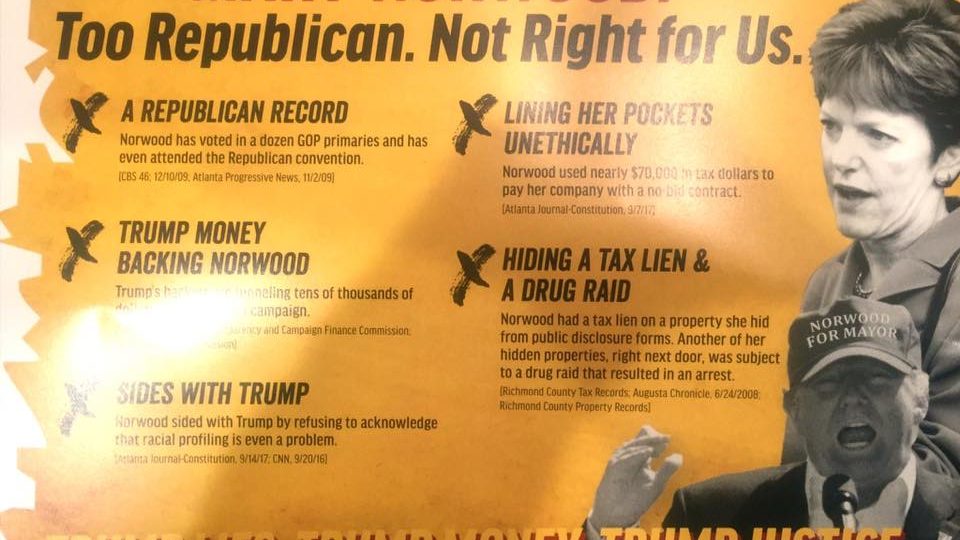 Too Republican. Not Right for Us.
A REPUBLICAN RECORD
Norwood has voted in a dozen GOP primaries and has
even attended the Republican convention.
[CBS 46; 12/10/09, Atlanta Progressive News, 11/2/09]
TRUMP MONEY
BACKING NORWOOD
Trump's funneling tens of thousands of
campaign.
and Campaign Finance Commission;
SIDES WITH TRUMP
Norwood sided with Trump by refusing to acknowledge
that racial profiling is even a problem.
[Atlanta Journal-Constitution, 9/14/17; CNN, 9/20/16]
LINING HER POCKETS
UNETHICALLY
Norwood used nearly $70,000 in tax dollars to
pay her company with a no-bid contract.
[Atlanta Journal-Constitution, 9/7/17]
HIDING A TAX LIEN &
A DRUG RAID
Norwood had a tax lien on a property she hid
from public disclosure forms. Another of her
hidden properties, right next door, was subject
to a drug raid that resulted in an arrest.
[Richmond County Tax Records; Augusta Chronicle, 6/24/2008;
Richmond County Property Records]
NORWOOD
FOR MAYOR
TRUMP MONEY. TRUMP JUSTICE